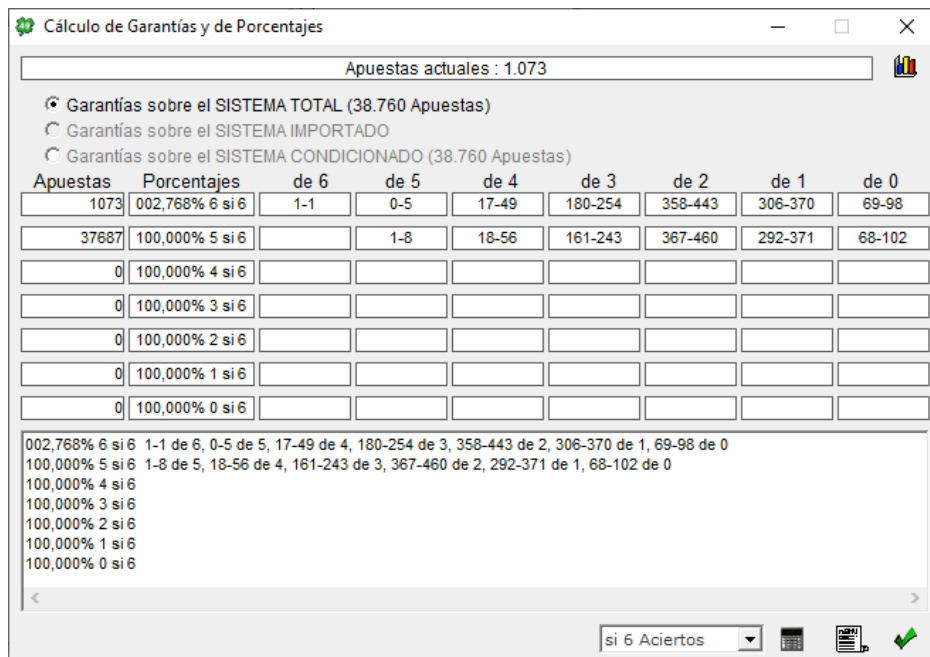 Cálculo de Garantías y de Porcentajes
Apuestas actuales : 1.073
Garantías sobre el SISTEMA TOTAL (38.760 Apuestas)
Garantías sobre el SISTEMA IMPORTADO
Garantías sobre el SISTEMA CONDICIONADO (38.760 Apuestas)
Apuestas Porcentajes de 6 de 5 de 4 de 3 de 2 de 1 de 0
1073 002,768% 6 si 6 1-1 0-5 17-49 180-254 358-443 306-370 69-98
37687 100,000% 5 si 6 1-8 18-56 161-243 367-460 292-371 68-102
0 100,000% 4 si 6
0 100,000% 3 si 6
0 100,000% 2 si 6
0 100,000% 1 si 6
0 100,000% 0 si 6
002,768% 6 si 6 1-1 de 6, 0-5 de 5, 17-49 de 4, 180-254 de 3, 358-443 de 2, 306-370 de 1, 69-98 de 0
100,000% 5 si 6 1-8 de 5, 18-56 de 4, 161-243 de 3, 367-460 de 2, 292-371 de 1, 68-102 de 0
100,000% 4 si 6
100,000% 3 si 6
100,000% 2 si 6
100,000% 1 si 6
100,000% 0 si 6
si 6 Aciertos